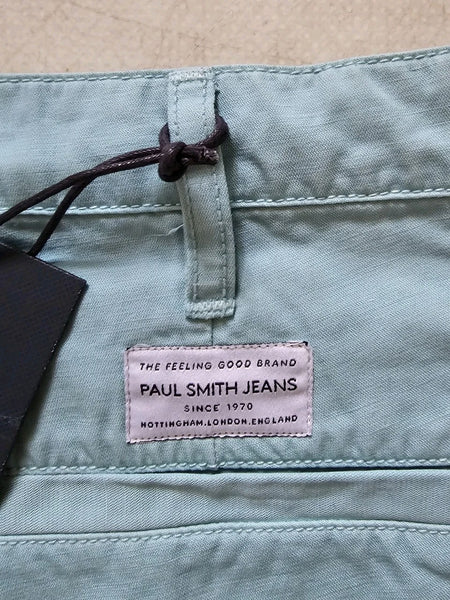 THE FEELING GOOD BRAND
PAUL SMITH JEANS
SINCE 1970
NOTTINGHAM.LONDON.ENGLAND